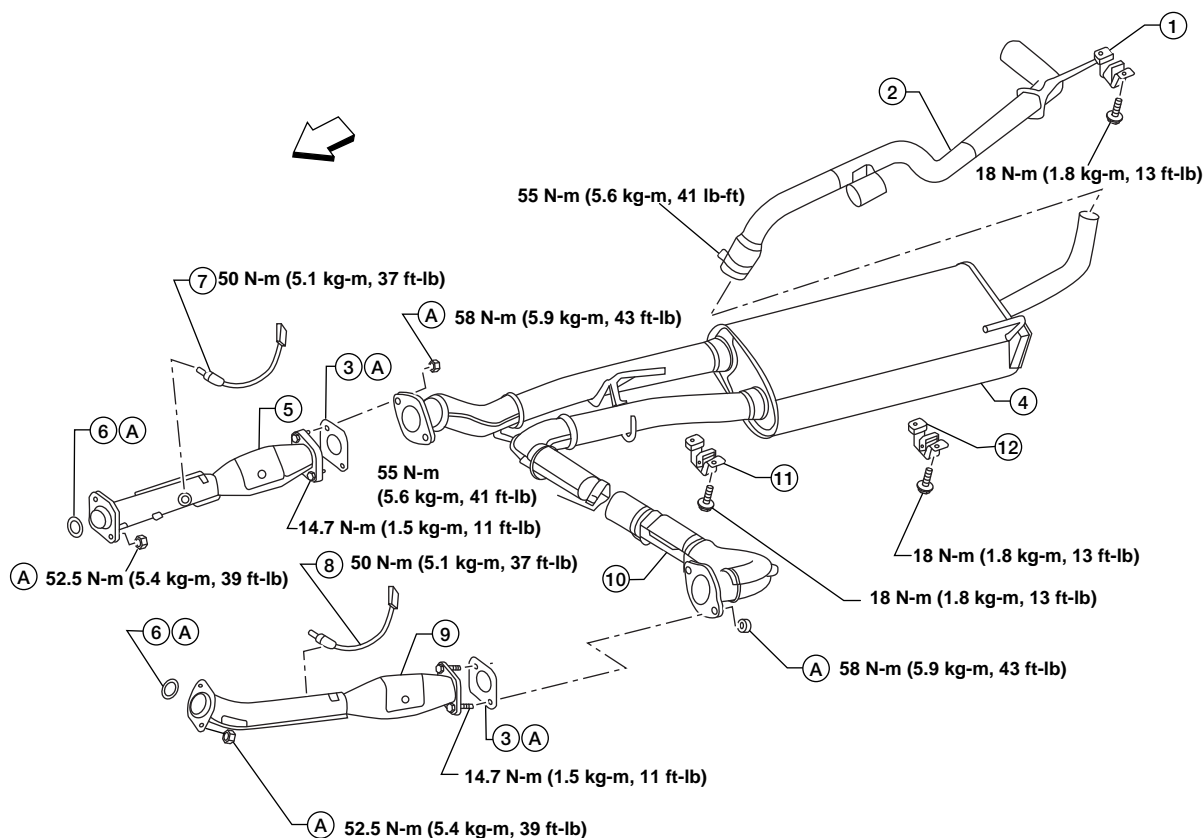 1
2
18 N-m (1.8 kg-m, 13 ft-lb)
55 N-m (5.6 kg-m, 41 lb-ft)
7 50 N-m (5.1 kg-m, 37 ft-lb)
A 58 N-m (5.9 kg-m, 43 ft-lb)
3 A
5
4
6 A
12
11
55 N-m
(5.6 kg-m, 41 ft-lb)
14.7 N-m (1.5 kg-m, 11 ft-lb)
18 N-m (1.8 kg-m, 13 ft-lb)
A 52.5 N-m (5.4 kg-m, 39 ft-lb)
8 50 N-m (5.1 kg-m, 37 ft-lb)
10
18 N-m (1.8 kg-m, 13 ft-lb)
6 A
9
A 58 N-m (5.9 kg-m, 43 ft-lb)
3 A
14.7 N-m (1.5 kg-m, 11 ft-lb)
A 52.5 N-m (5.4 kg-m, 39 ft-lb)